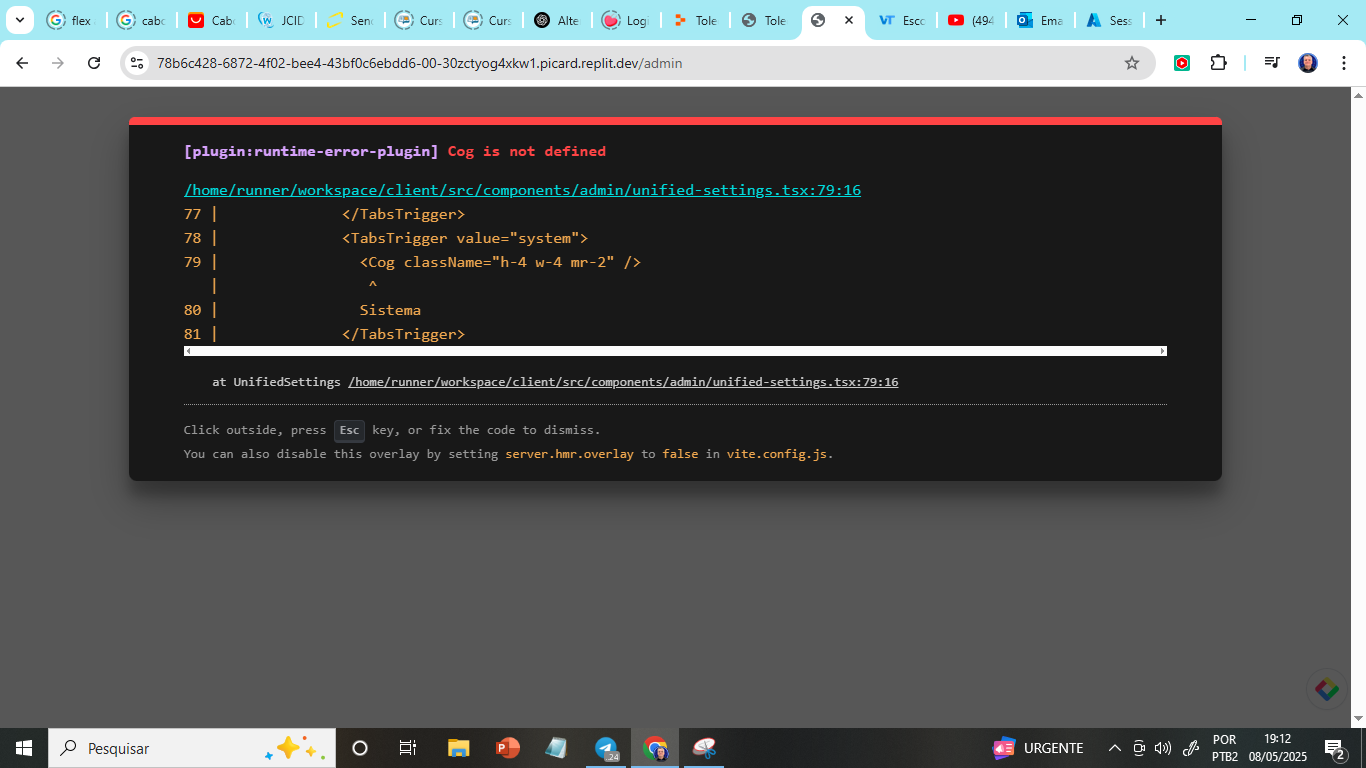 flex
cabc
Cabo
JCID
Senc
Curs
Curs
Alte
Logi
Tole
Tole
VT Esco
(494
Ema
Sess
78b6c428-6872-4f02-bee4-43bf0c6ebdd6-00-30zctyog4xkw1.picard.replit.dev/admin
[plugin:runtime-error-plugin] Cog is not defined
/home/runner/workspace/client/src/components/admin/unified-settings.tsx:79:16
77 | </TabsTrigger>
78 | <TabsTrigger value="system">
79 | <Cog className="h-4 w-4 mr-2" />
| ^
80 | Sistema
81 | </TabsTrigger>
at UnifiedSettings /home/runner/workspace/client/src/components/admin/unified-settings.tsx:79:16
Click outside, press Esc key, or fix the code to dismiss.
You can also disable this overlay by setting server.hmr.overlay to false in vite.config.js.
Pesquisar
24
URGENTE
POR
PTB2
19:12
08/05/2025
2